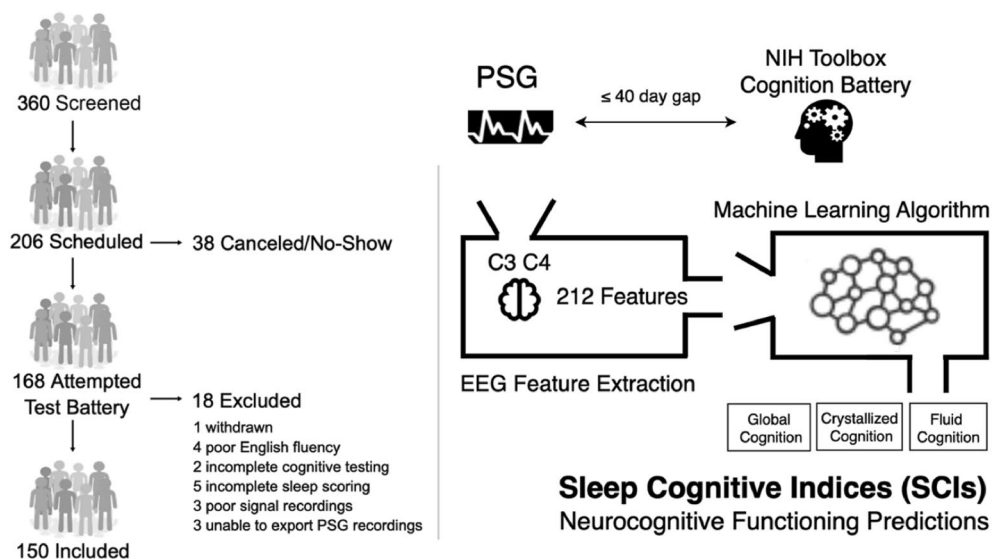 360 Screened
206 Scheduled
38 Canceled/No-Show
168 Attempted
Test Battery
18 Excluded
1 withdrawn
4 poor English fluency
2 incomplete cognitive testing
5 incomplete sleep scoring
3 poor signal recordings
3 unable to export PSG recordings
150 Included
PSG
≤ 40 day gap
NIH Toolbox
Cognition Battery
C3 C4
212 Features
EEG Feature Extraction
Machine Learning Algorithm
Global
Cognition
Crystallized
Cognition
Fluid
Cognition
Sleep Cognitive Indices (SCIs)
Neurocognitive Functioning Predictions